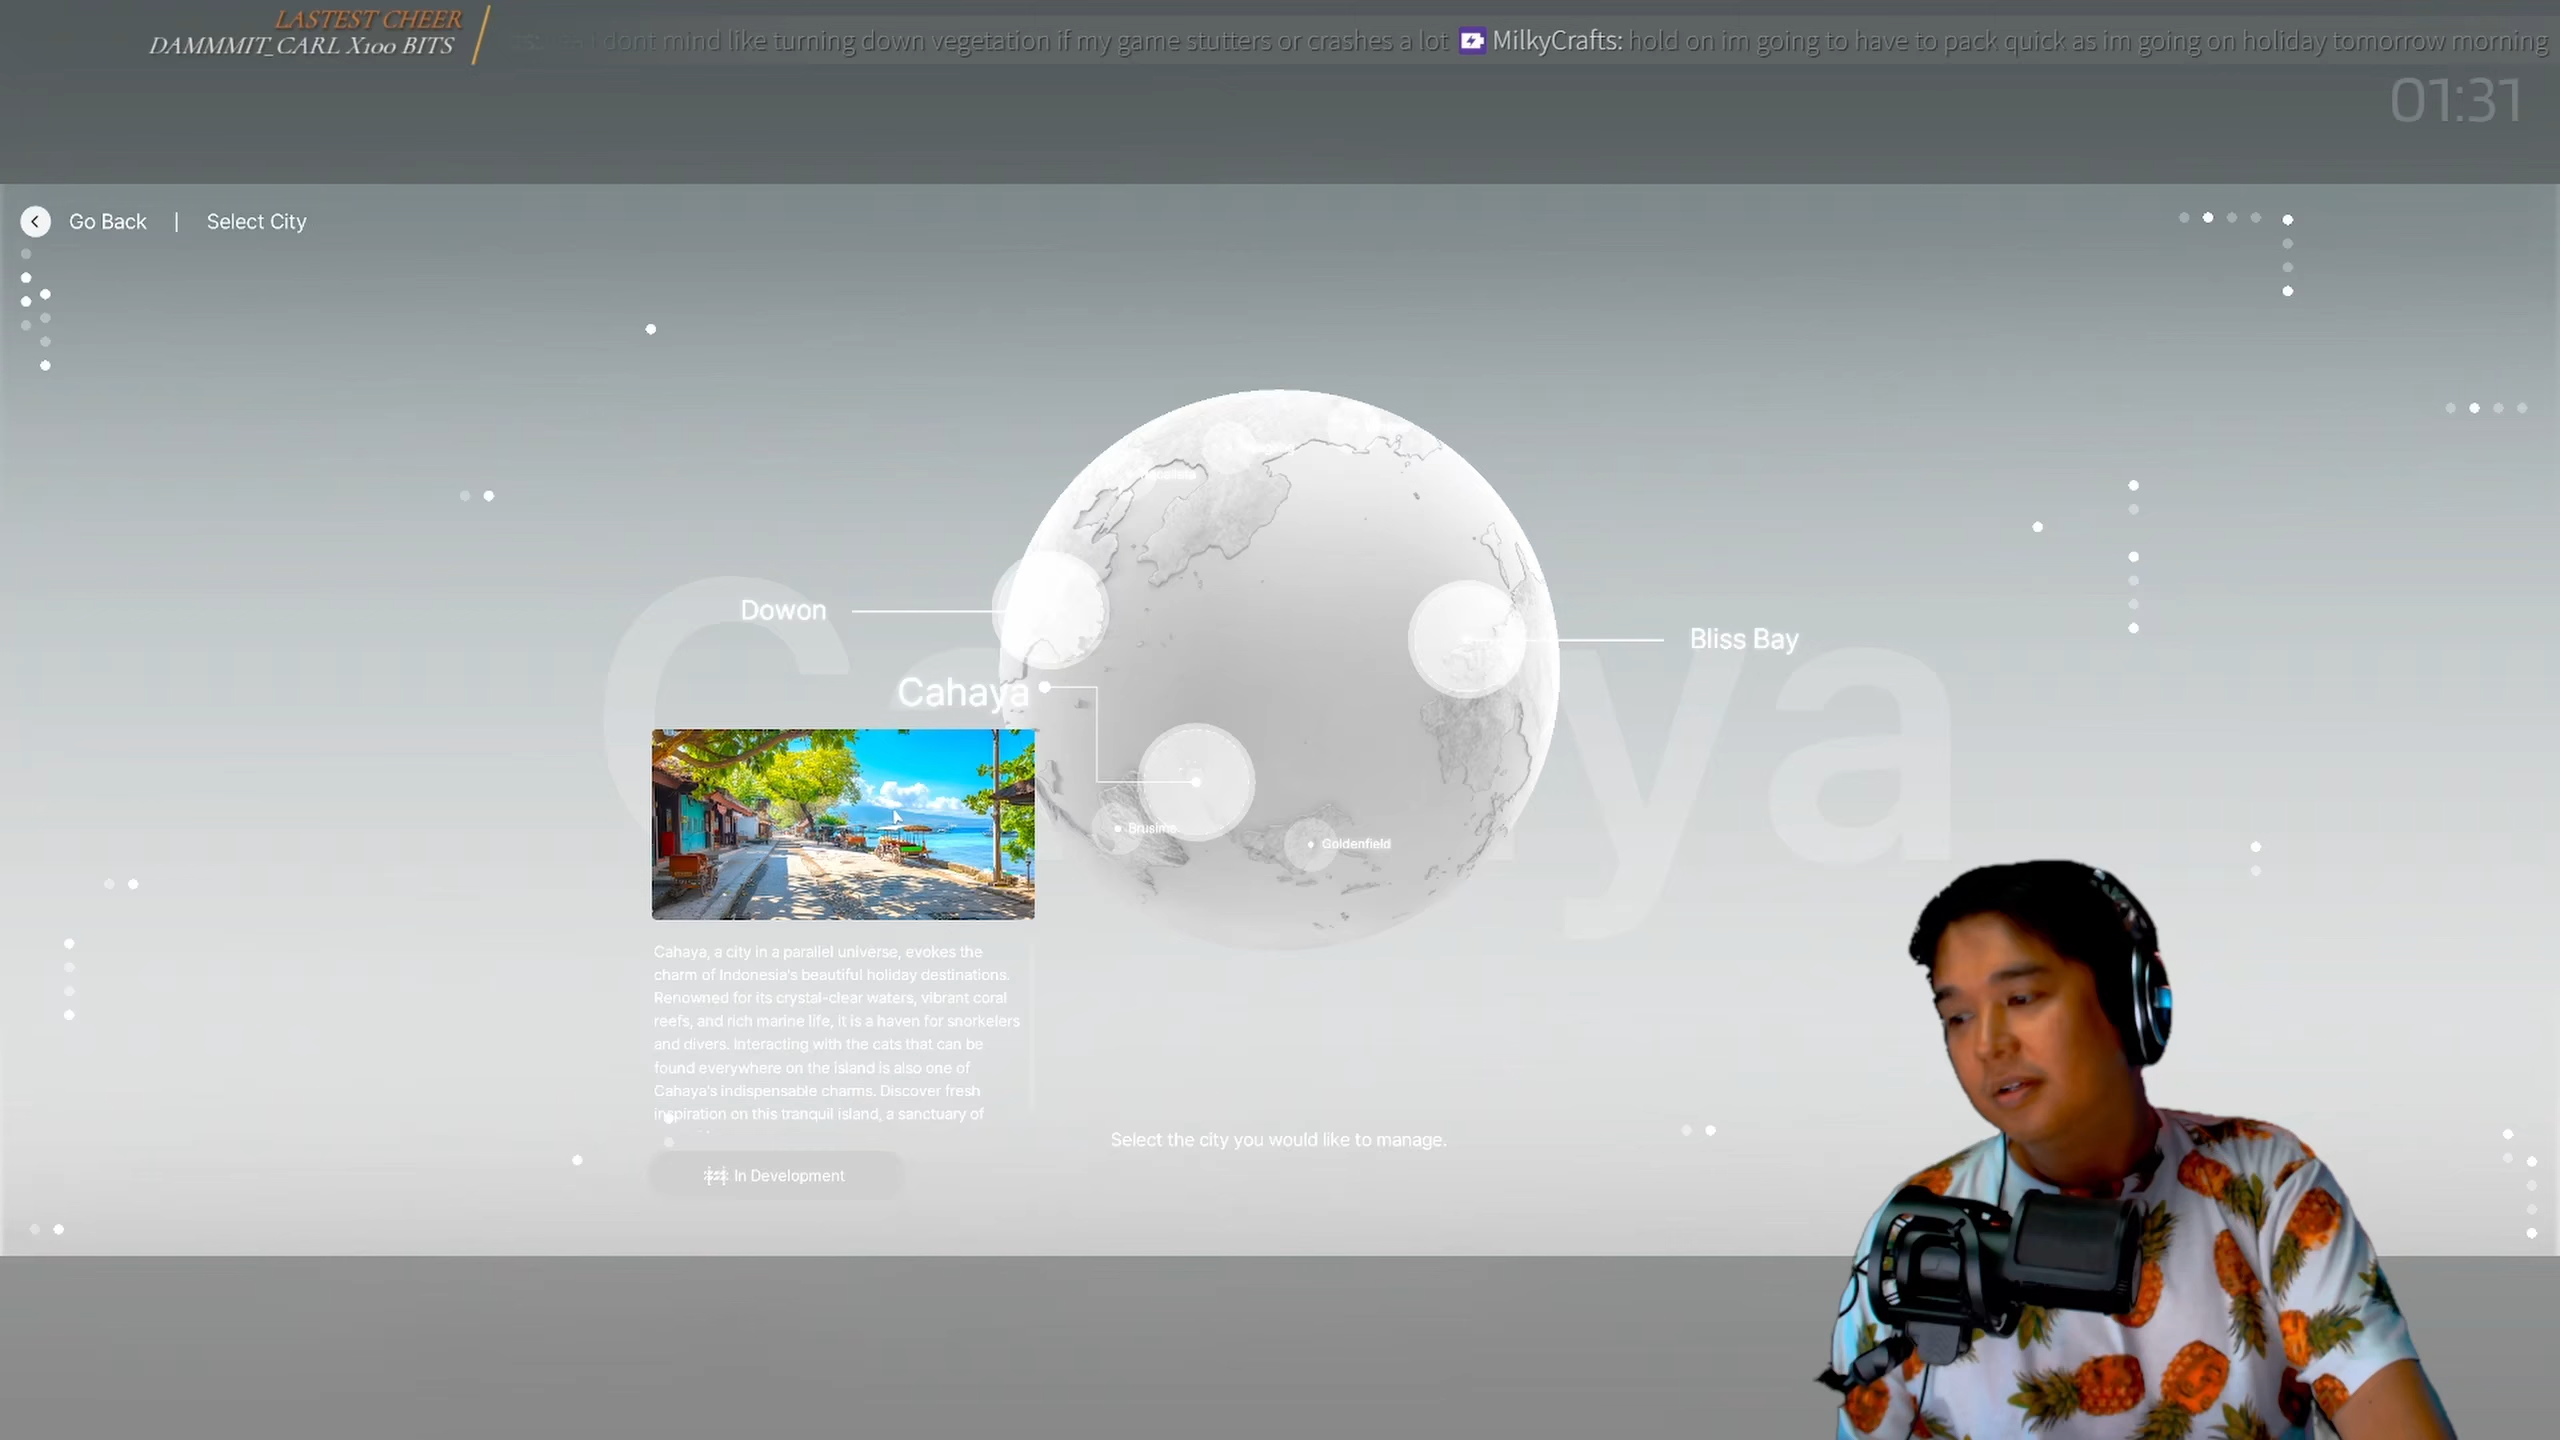 LASTEST CHEER
DAMMMIT_CARL X100 BITS
i dont mind like turning down vegetation if my game stutters or crashes a lot MilkyCrafts: hold on im going to have to pack quick as im going on holiday tomorrow morning
01:31
Go Back | Select City
Dowon
Bliss Bay
Cahaya
Brusimo
Goldenfield
Cahaya, a city in a parallel universe, evokes the
charm of Indonesia's beautiful holiday destinations.
Renowned for its crystal-clear waters, vibrant coral
reefs, and rich marine life, it is a haven for snorkelers
and divers. Interacting with the cats that can be
found everywhere on the island is also one of
Cahaya's indispensable charms. Discover fresh
inspiration on this tranquil island, a sanctuary of
Select the city you would like to manage.
In Development